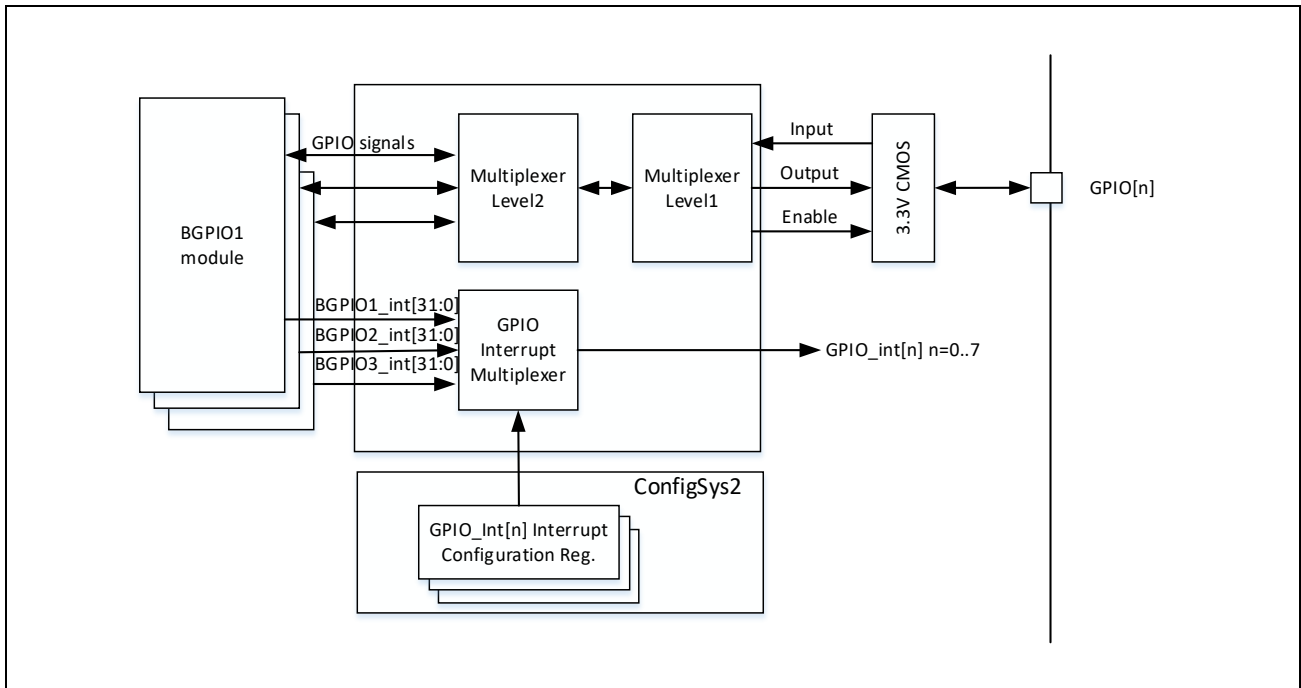 GPIO signals
BGPIO1
module
Multiplexer
Level2
Multiplexer
Level1
Input
Output
Enable
3.3V CMOS
GPIO[n]
BGPIO1_int[31:0]
BGPIO2_int[31:0]
BGPIO3_int[31:0]
GPIO
Interrupt
Multiplexer
GPIO_int[n] n=0..7
ConfigSys2
GPIO_Int[n] Interrupt
Configuration Reg.